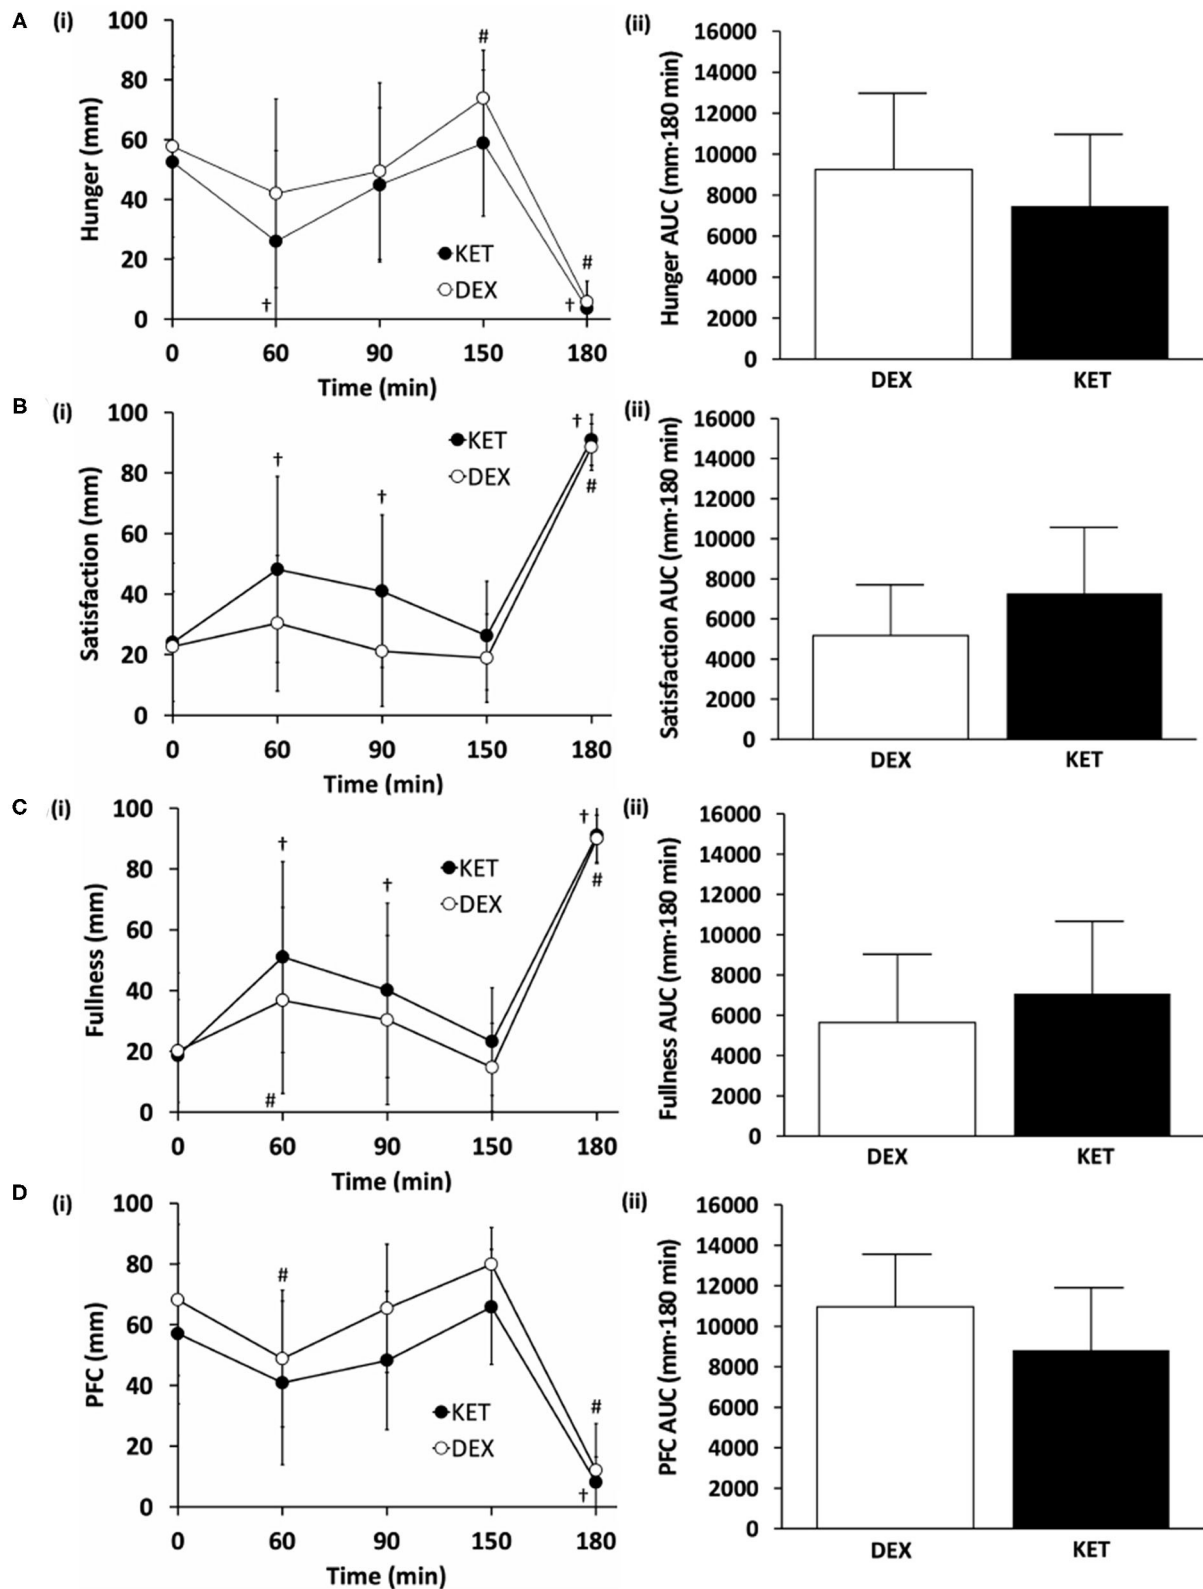 A (i)
Hunger (mm)
100
80
60
40
20
0
#
†
KET
DEX
#
†
0 60 90 150 180
Time (min)
(ii)
Hunger AUC (mm·180 min)
16000
14000
12000
10000
8000
6000
4000
2000
0
DEX KET
B (i)
Satisfaction (mm)
100
80
60
40
20
0
†
†
KET
DEX
†
#
0 60 90 150 180
Time (min)
(ii)
Satisfaction AUC (mm·180 min)
16000
14000
12000
10000
8000
6000
4000
2000
0
DEX KET
C (i)
Fullness (mm)
100
80
60
40
20
0
†
#
†
KET
DEX
†
#
0 60 90 150 180
Time (min)
(ii)
Fullness AUC (mm·180 min)
16000
14000
12000
10000
8000
6000
4000
2000
0
DEX KET
D (i)
PFC (mm)
100
80
60
40
20
0
#
KET
DEX
#
†
0 60 90 150 180
Time (min)
(ii)
PFC AUC (mm·180 min)
16000
14000
12000
10000
8000
6000
4000
2000
0
DEX KET